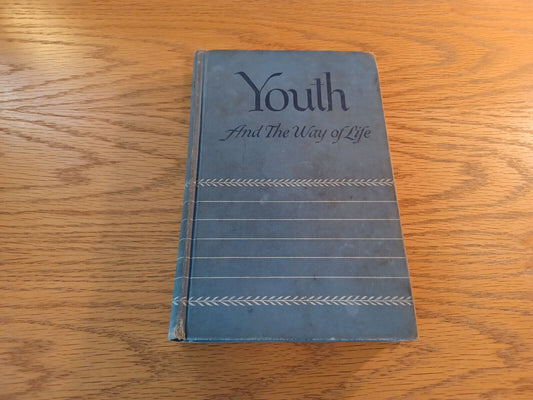 Youth
And The Way of Life